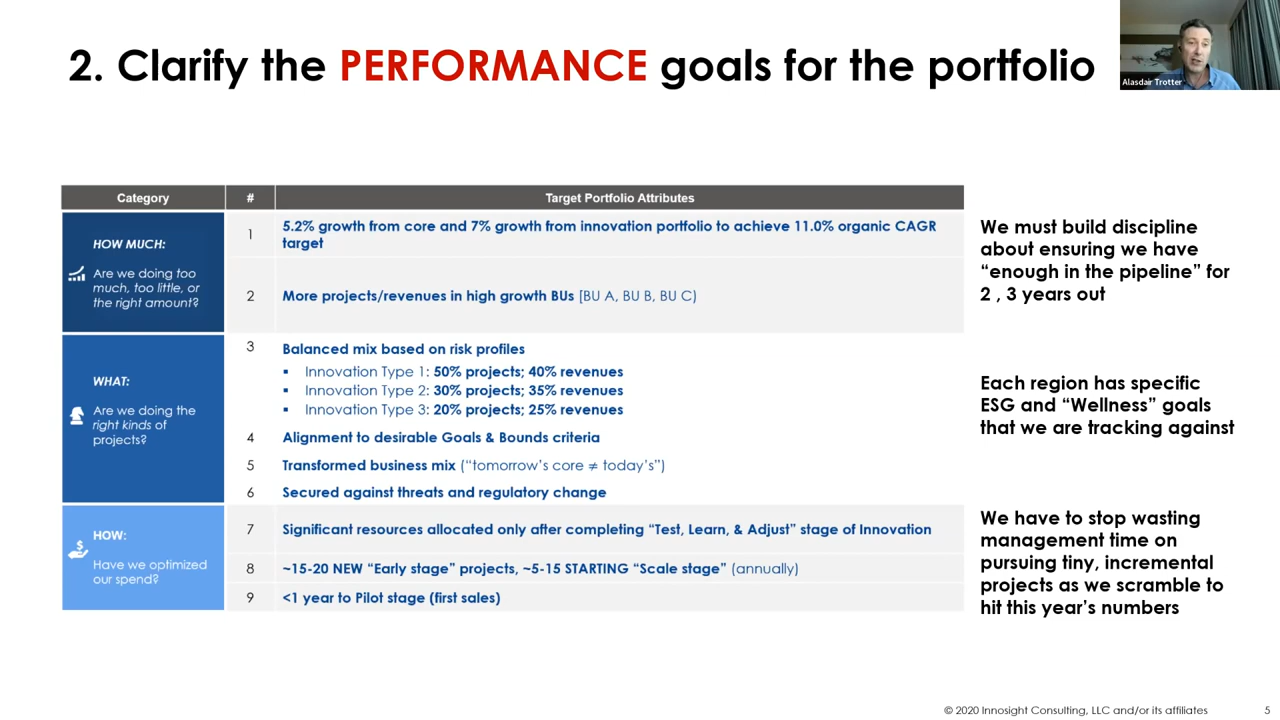 2. Clarify the PERFORMANCE goals for the portfolio
Alasdair Trotter
Category # Target Portfolio Attributes
HOW MUCH:
Are we doing too
much, too little, or
the right amount?
1
5.2% growth from core and 7% growth from innovation portfolio to achieve 11.0% organic CAGR
target
2 More projects/revenues in high growth BUs [BU A, BU B, BU C)
We must build discipline
about ensuring we have
“enough in the pipeline” for
2 , 3 years out
WHAT:
Are we doing the
right kinds of
projects?
3 Balanced mix based on risk profiles
▪ Innovation Type 1: 50% projects; 40% revenues
▪ Innovation Type 2: 30% projects; 35% revenues
▪ Innovation Type 3: 20% projects; 25% revenues
4 Alignment to desirable Goals & Bounds criteria
5 Transformed business mix (“tomorrow’s core ≠ today’s”)
6 Secured against threats and regulatory change
Each region has specific
ESG and “Wellness” goals
that we are tracking against
HOW:
Have we optimized
our spend?
7 Significant resources allocated only after completing “Test, Learn, & Adjust” stage of Innovation
8 ~15-20 NEW “Early stage” projects, ~5-15 STARTING “Scale stage” (annually)
9 <1 year to Pilot stage (first sales)
We have to stop wasting
management time on
pursuing tiny, incremental
projects as we scramble to
hit this year’s numbers
© 2020 Innosight Consulting, LLC and/or its affiliates 5